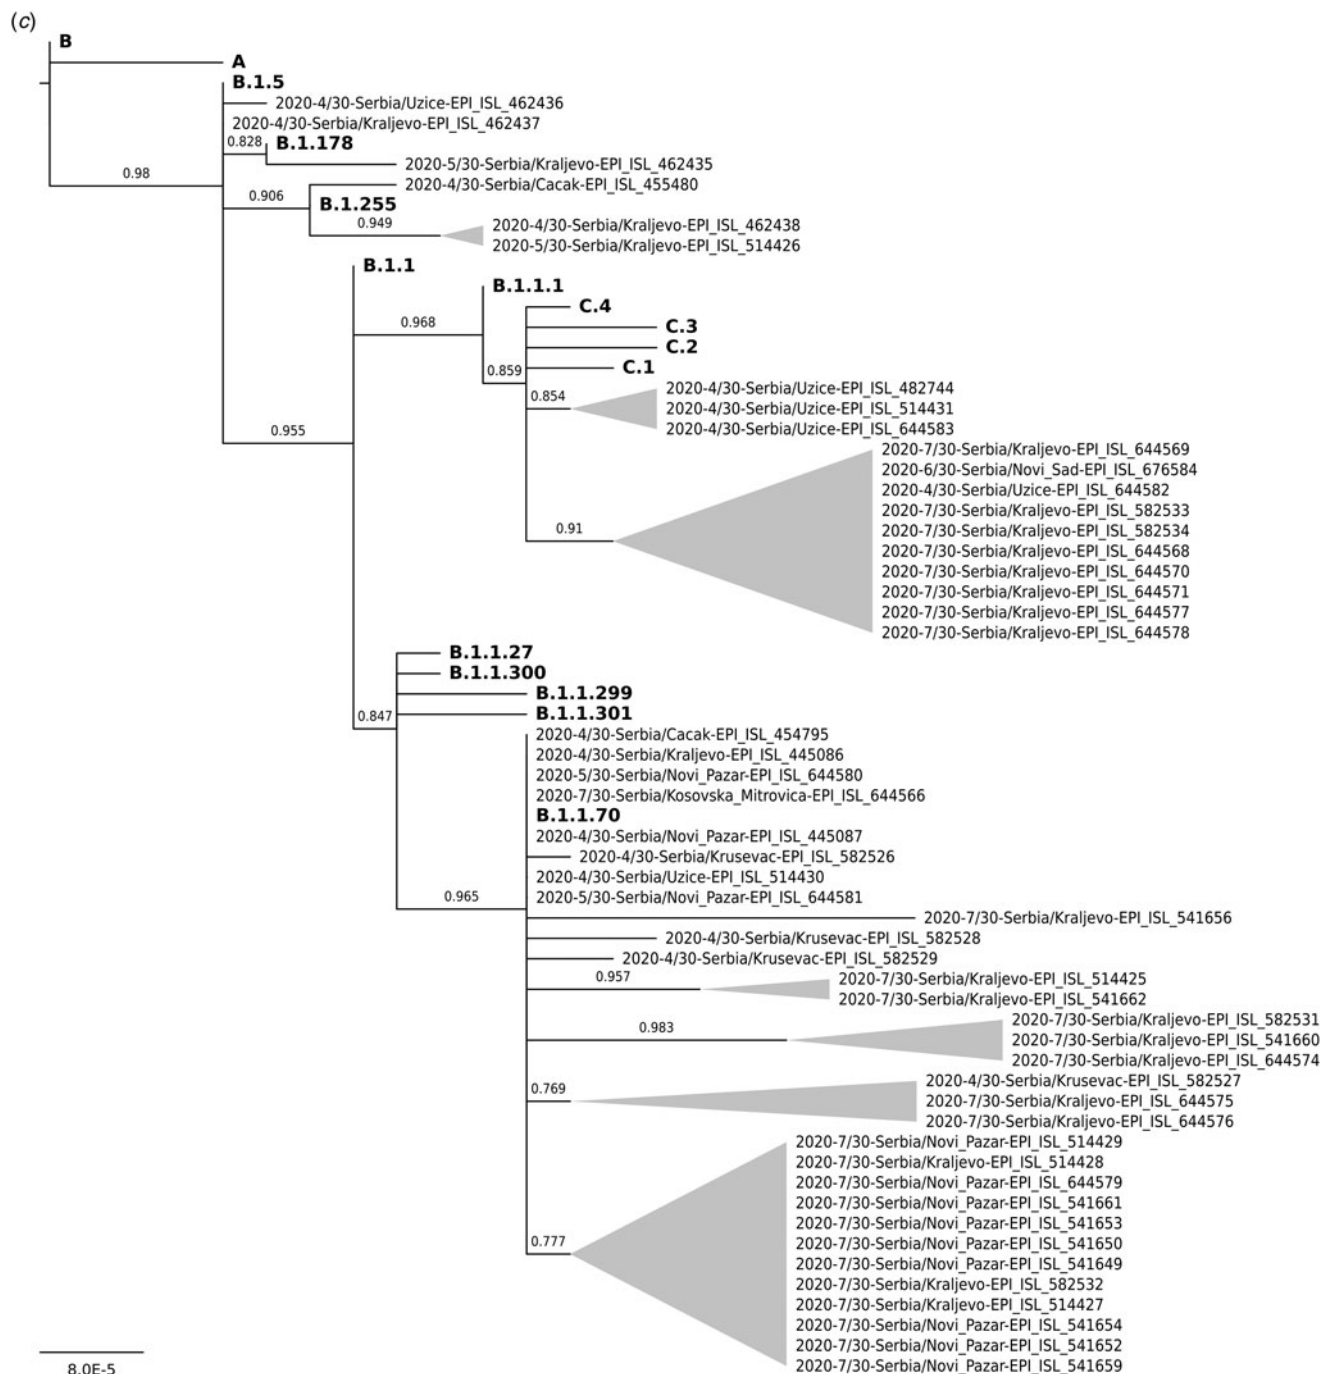 (c)
B
A
B.1.5
2020-4/30-Serbia/Uzice-EPI_ISL_462436
2020-4/30-Serbia/Kraljevo-EPI_ISL_462437
0.828
B.1.178
2020-5/30-Serbia/Kraljevo-EPI_ISL_462435
0.98
2020-4/30-Serbia/Cacak-EPI_ISL_455480
0.906
B.1.255
0.949
2020-4/30-Serbia/Kraljevo-EPI_ISL_462438
2020-5/30-Serbia/Kraljevo-EPI_ISL_514426
B.1.1
B.1.1.1
C.4
0.968
C.3
C.2
0.859
C.1
2020-4/30-Serbia/Uzice-EPI_ISL_482744
0.854
2020-4/30-Serbia/Uzice-EPI_ISL_514431
2020-4/30-Serbia/Uzice-EPI_ISL_644583
0.955
2020-7/30-Serbia/Kraljevo-EPI_ISL_644569
2020-6/30-Serbia/Novi_Sad-EPI_ISL_676584
2020-4/30-Serbia/Uzice-EPI_ISL_644582
2020-7/30-Serbia/Kraljevo-EPI_ISL_582533
0.91
2020-7/30-Serbia/Kraljevo-EPI_ISL_582534
2020-7/30-Serbia/Kraljevo-EPI_ISL_644568
2020-7/30-Serbia/Kraljevo-EPI_ISL_644570
2020-7/30-Serbia/Kraljevo-EPI_ISL_644571
2020-7/30-Serbia/Kraljevo-EPI_ISL_644577
2020-7/30-Serbia/Kraljevo-EPI_ISL_644578
B.1.1.27
B.1.1.300
B.1.1.299
0.847
B.1.1.301
2020-4/30-Serbia/Cacak-EPI_ISL_454795
2020-4/30-Serbia/Kraljevo-EPI_ISL_445086
2020-5/30-Serbia/Novi_Pazar-EPI_ISL_644580
2020-7/30-Serbia/Kosovska_Mitrovica-EPI_ISL_644566
B.1.1.70
2020-4/30-Serbia/Novi_Pazar-EPI_ISL_445087
2020-4/30-Serbia/Krusevac-EPI_ISL_582526
2020-4/30-Serbia/Uzice-EPI_ISL_514430
0.965
2020-5/30-Serbia/Novi_Pazar-EPI_ISL_644581
2020-7/30-Serbia/Kraljevo-EPI_ISL_541656
2020-4/30-Serbia/Krusevac-EPI_ISL_582528
2020-4/30-Serbia/Krusevac-EPI_ISL_582529
0.957
2020-7/30-Serbia/Kraljevo-EPI_ISL_514425
2020-7/30-Serbia/Kraljevo-EPI_ISL_541662
2020-7/30-Serbia/Kraljevo-EPI_ISL_582531
0.983
2020-7/30-Serbia/Kraljevo-EPI_ISL_541660
2020-7/30-Serbia/Kraljevo-EPI_ISL_644574
2020-4/30-Serbia/Krusevac-EPI_ISL_582527
0.769
2020-7/30-Serbia/Kraljevo-EPI_ISL_644575
2020-7/30-Serbia/Kraljevo-EPI_ISL_644576
2020-7/30-Serbia/Novi_Pazar-EPI_ISL_514429
2020-7/30-Serbia/Kraljevo-EPI_ISL_514428
2020-7/30-Serbia/Novi_Pazar-EPI_ISL_644579
2020-7/30-Serbia/Novi_Pazar-EPI_ISL_541661
2020-7/30-Serbia/Novi_Pazar-EPI_ISL_541653
0.777
2020-7/30-Serbia/Novi_Pazar-EPI_ISL_541650
2020-7/30-Serbia/Novi_Pazar-EPI_ISL_541649
2020-7/30-Serbia/Kraljevo-EPI_ISL_582532
2020-7/30-Serbia/Kraljevo-EPI_ISL_514427
2020-7/30-Serbia/Novi_Pazar-EPI_ISL_541654
2020-7/30-Serbia/Novi_Pazar-EPI_ISL_541652
2020-7/30-Serbia/Novi_Pazar-EPI_ISL_541659
8.0E-5